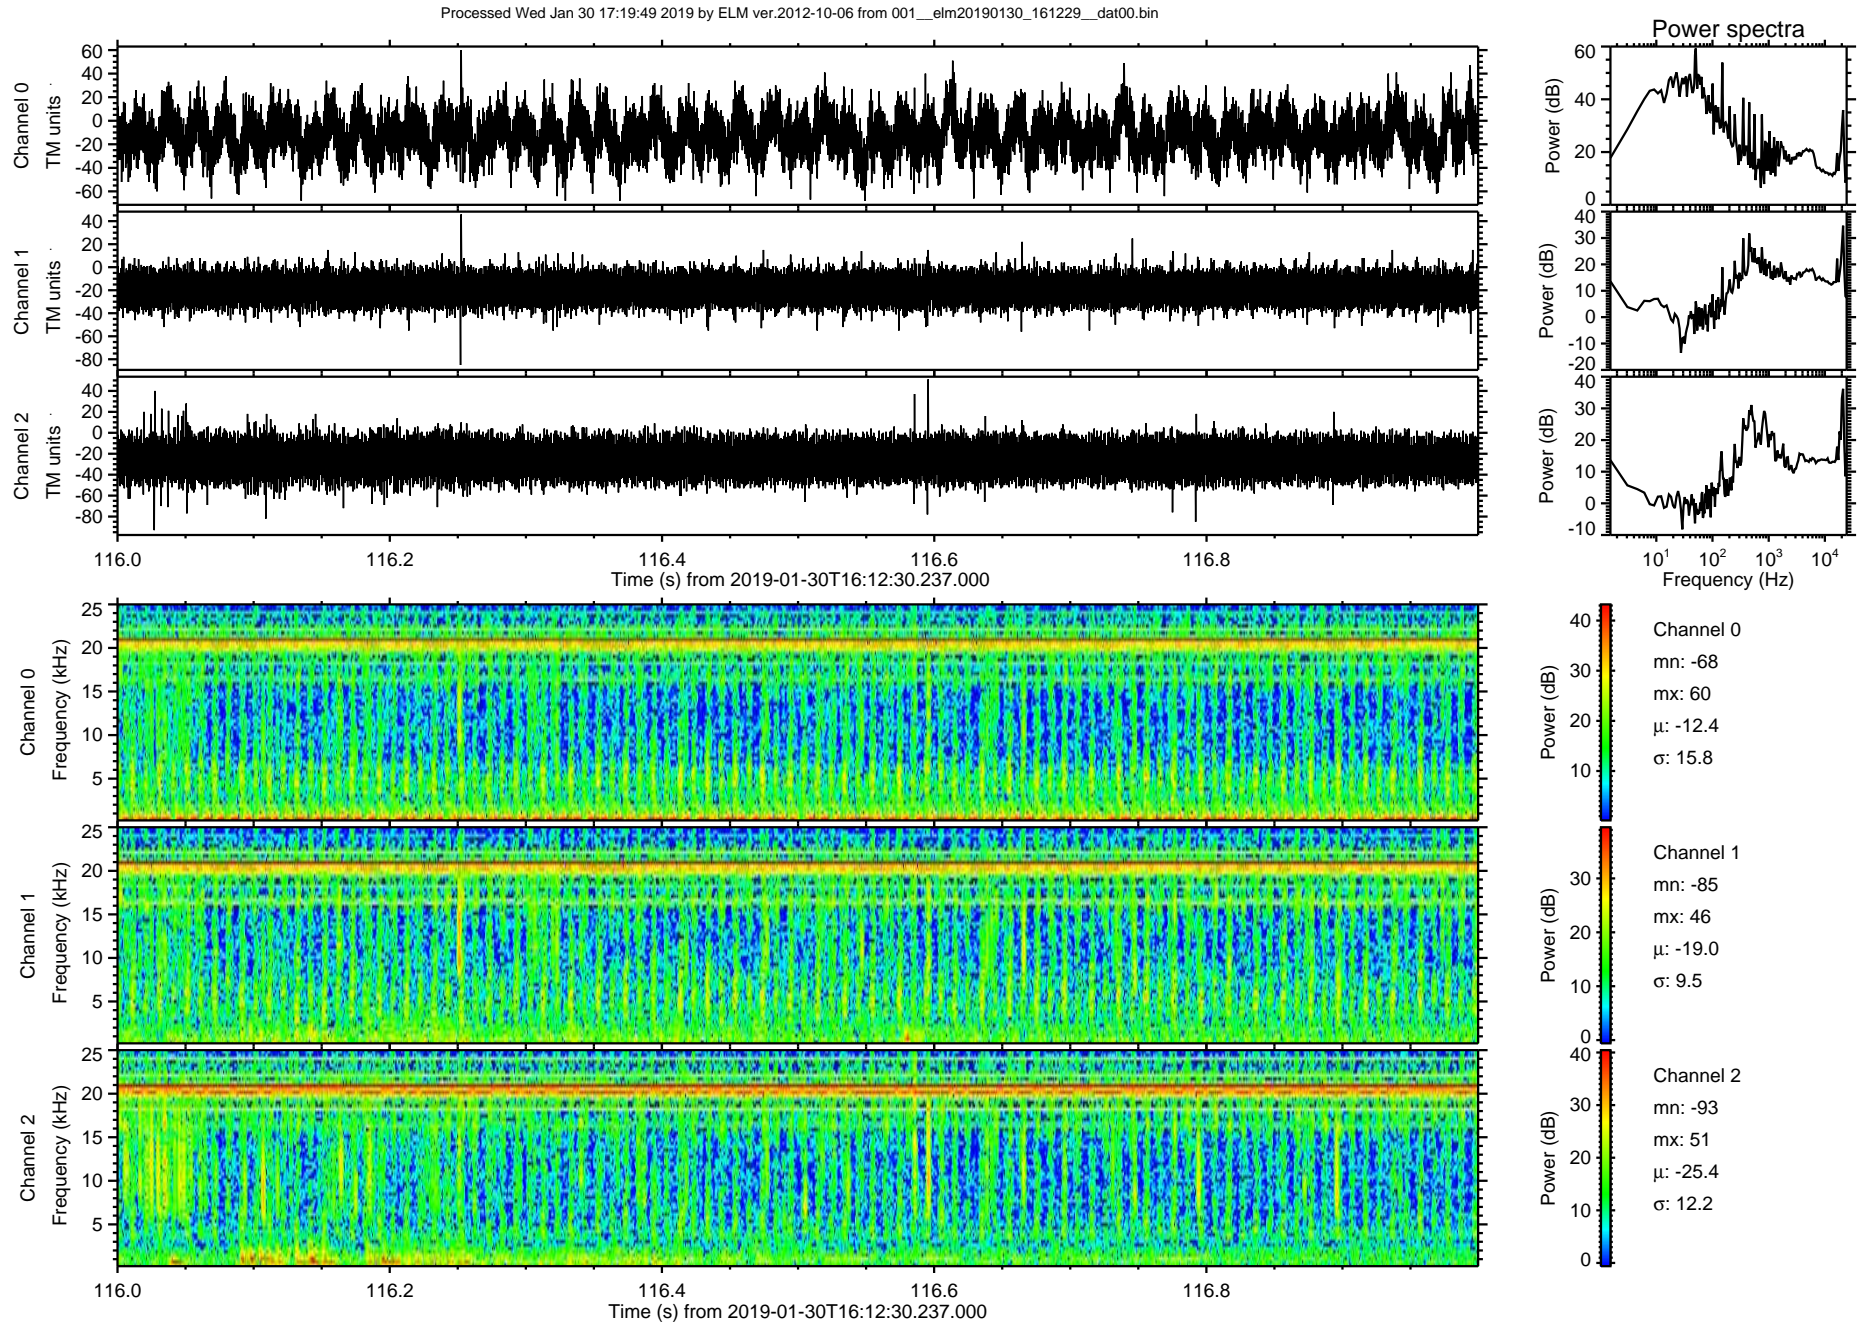 Processed Wed Jan 30 17:19:49 2019 by ELM ver.2012-10-06 from 001__elm20190130_161229__dat00.bin
Power spectra
Channel 0
TM units
60
40
20
0
-20
-40
-60
Power (dB)
60
40
20
0
Channel 1
TM units
40
20
0
-20
-40
-60
-80
Power (dB)
40
30
20
10
0
-10
-20
Channel 2
TM units
40
20
0
-20
-40
-60
-80
Power (dB)
40
30
20
10
0
-10
116.0 116.2 116.4 116.6 116.8
Time (s) from 2019-01-30T16:12:30.237.000
10^1 10^2 10^3 10^4
Frequency (Hz)
Channel 0
Frequency (kHz)
25
20
15
10
5
Power (dB)
40
30
20
10
Channel 0
mn: -68
mx: 60
μ: -12.4
σ: 15.8
Channel 1
Frequency (kHz)
25
20
15
10
5
Power (dB)
30
20
10
0
Channel 1
mn: -85
mx: 46
μ: -19.0
σ: 9.5
Channel 2
Frequency (kHz)
25
20
15
10
5
Power (dB)
40
30
20
10
0
Channel 2
mn: -93
mx: 51
μ: -25.4
σ: 12.2
116.0 116.2 116.4 116.6 116.8
Time (s) from 2019-01-30T16:12:30.237.000